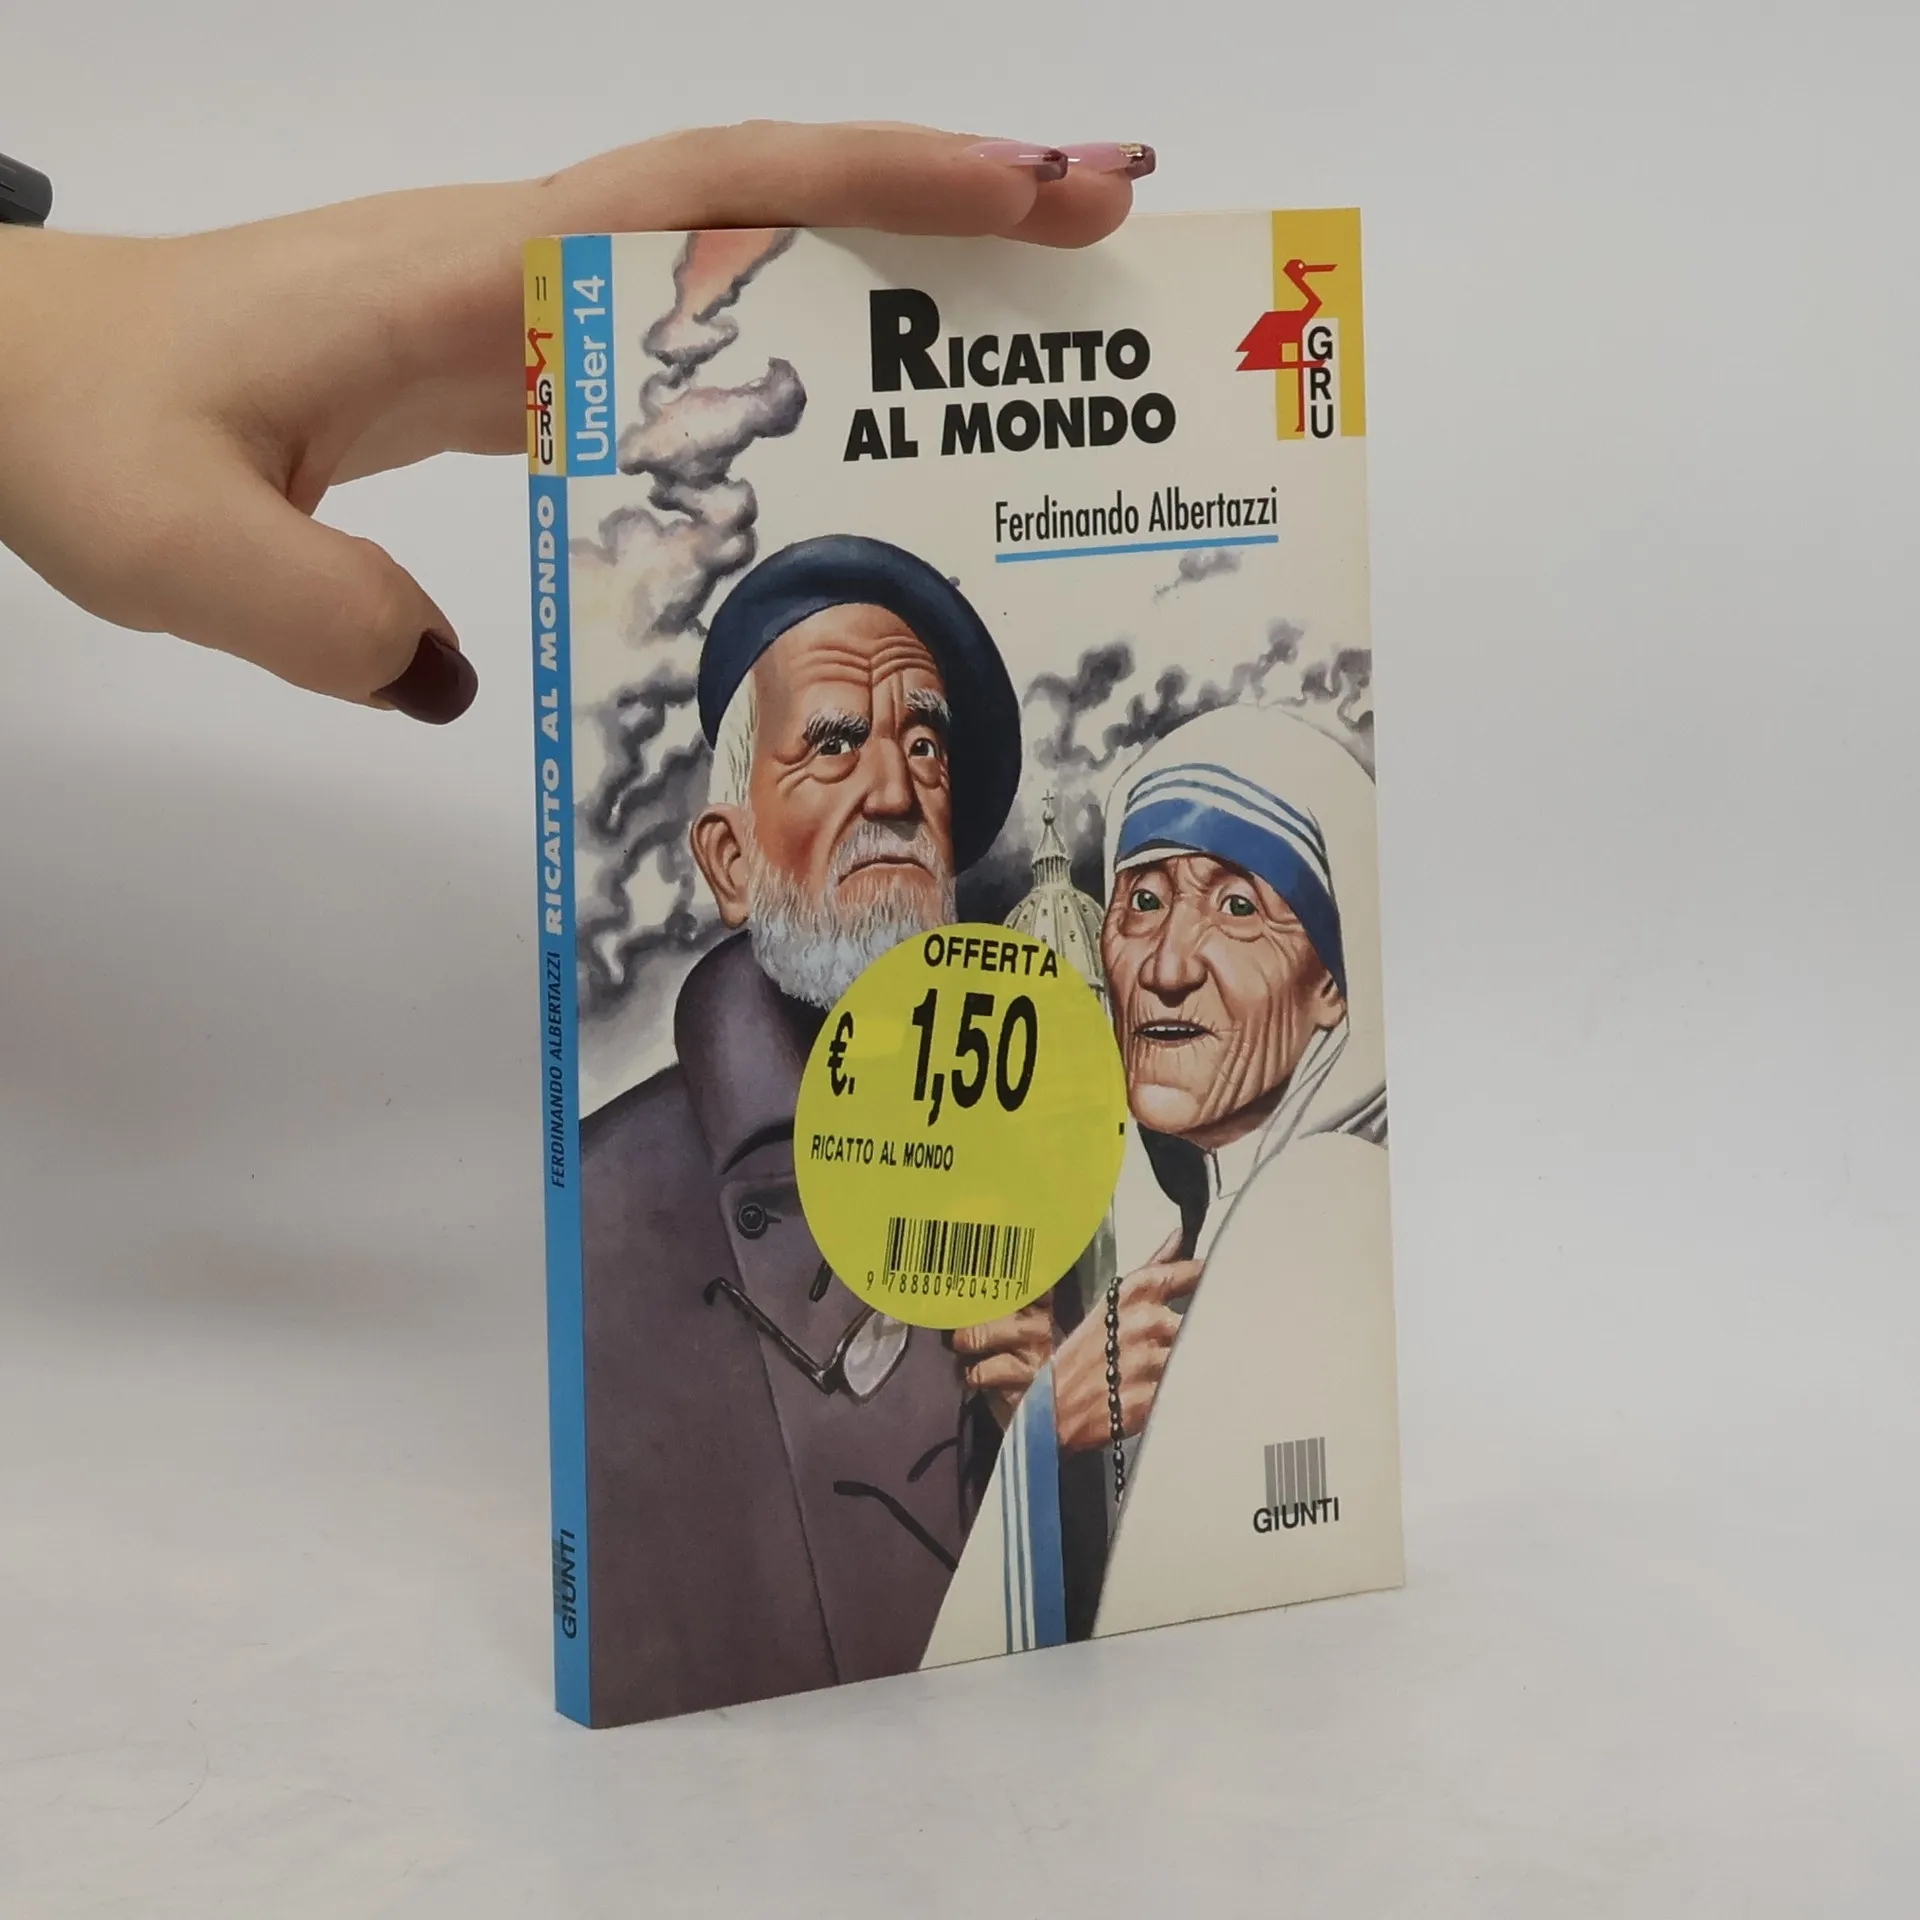 11
GRU
Under 14
FERDINANDO ALBERTAZZI RICATTO AL MONDO
GIUNTI
RICATTO
AL MONDO
GRU
Ferdinando Albertazzi
OFFERTA
€. 1,50
RICATTO AL MONDO
9 788809 204317
GIUNTI